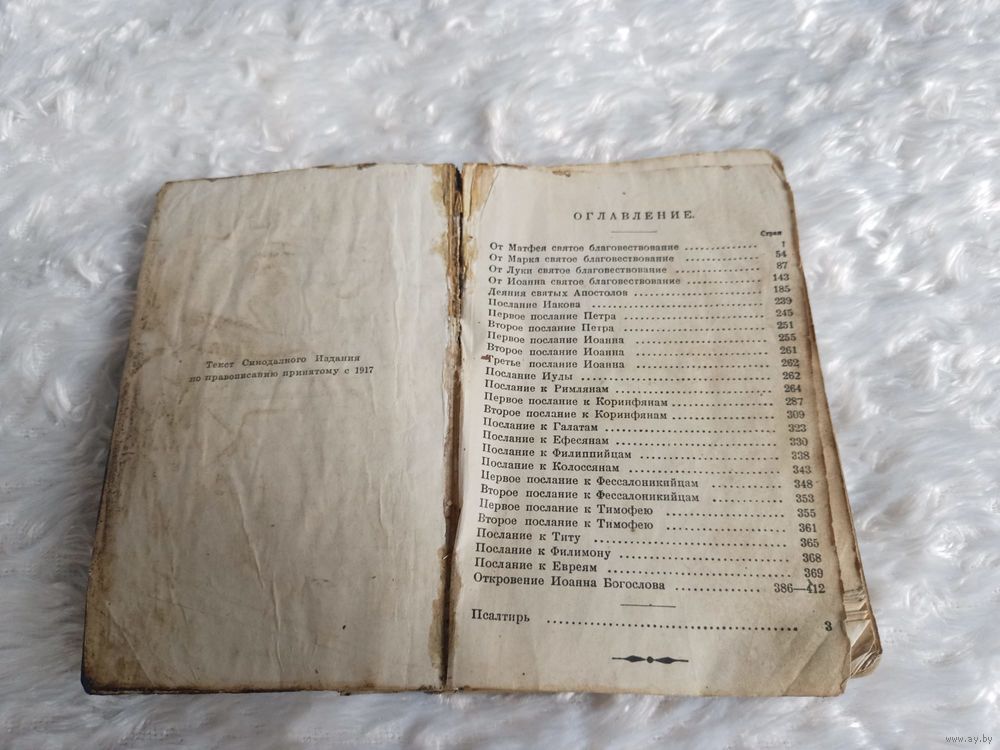 Текст Синодалного Издания
по правописанию принятому с 1917
ОГЛАВЛЕНИЕ.
Стран
От Матфея святое благовествование 1
От Марка святое благовествование 54
От Луки святое благовествование 87
От Иоанна святое благовествование 143
Деяния святых Апостолов 185
Послание Иакова 239
Первое послание Петра 245
Второе послание Петра 251
Первое послание Иоанна 255
Второе послание Иоанна 261
Третье послание Иоанна 262
Послание Иуды 262
Послание к Римлянам 264
Первое послание к Коринфянам 287
Второе послание к Коринфянам 309
Послание к Галатам 323
Послание к Ефесянам 330
Послание к Филиппийцам 338
Послание к Колоссянам 343
Первое послание к Фессалоникийцам 348
Второе послание к Фессалоникийцам 353
Первое послание к Тимофею 355
Второе послание к Тимофею 361
Послание к Титу 365
Послание к Филимону 368
Послание к Евреям 369
Откровение Иоанна Богослова 386—412
Псалтирь 3
www.ay.by